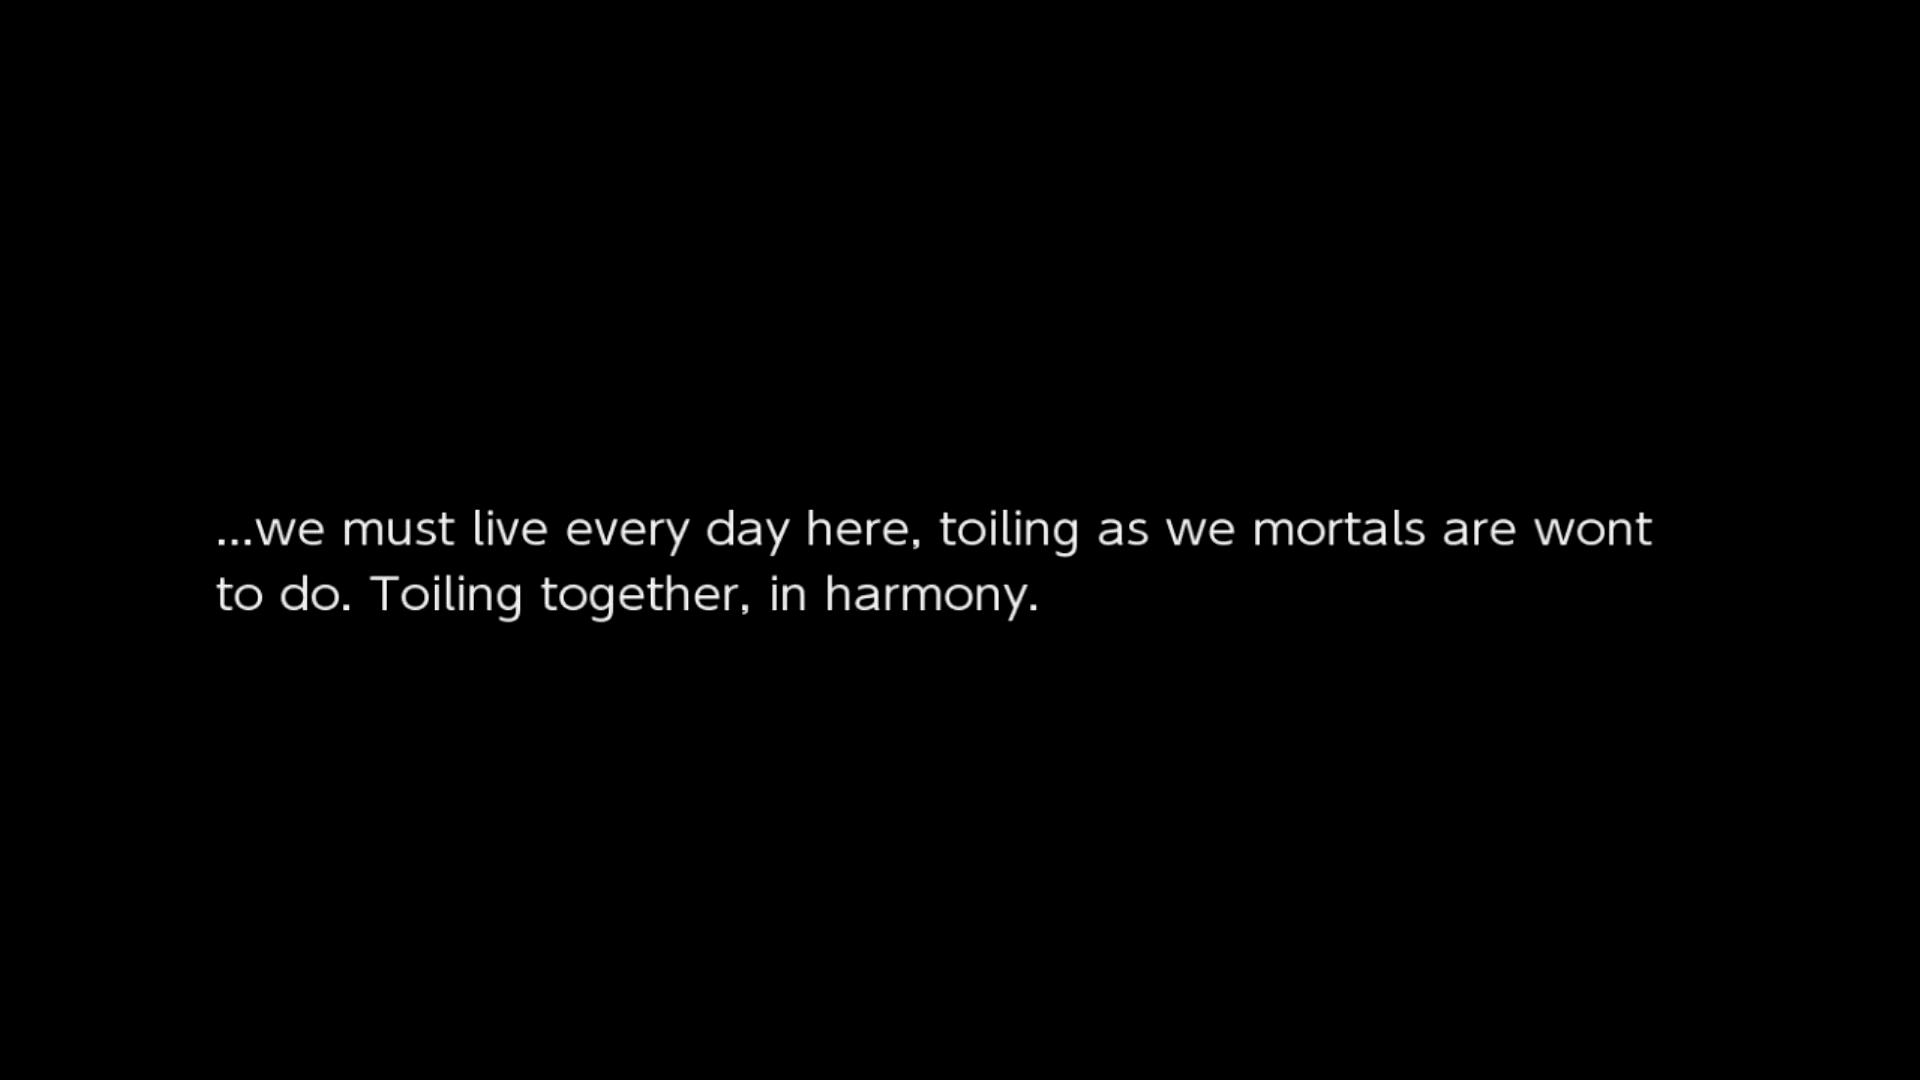 ...we must live every day here, toiling as we mortals are wont
to do. Toiling together, in harmony.